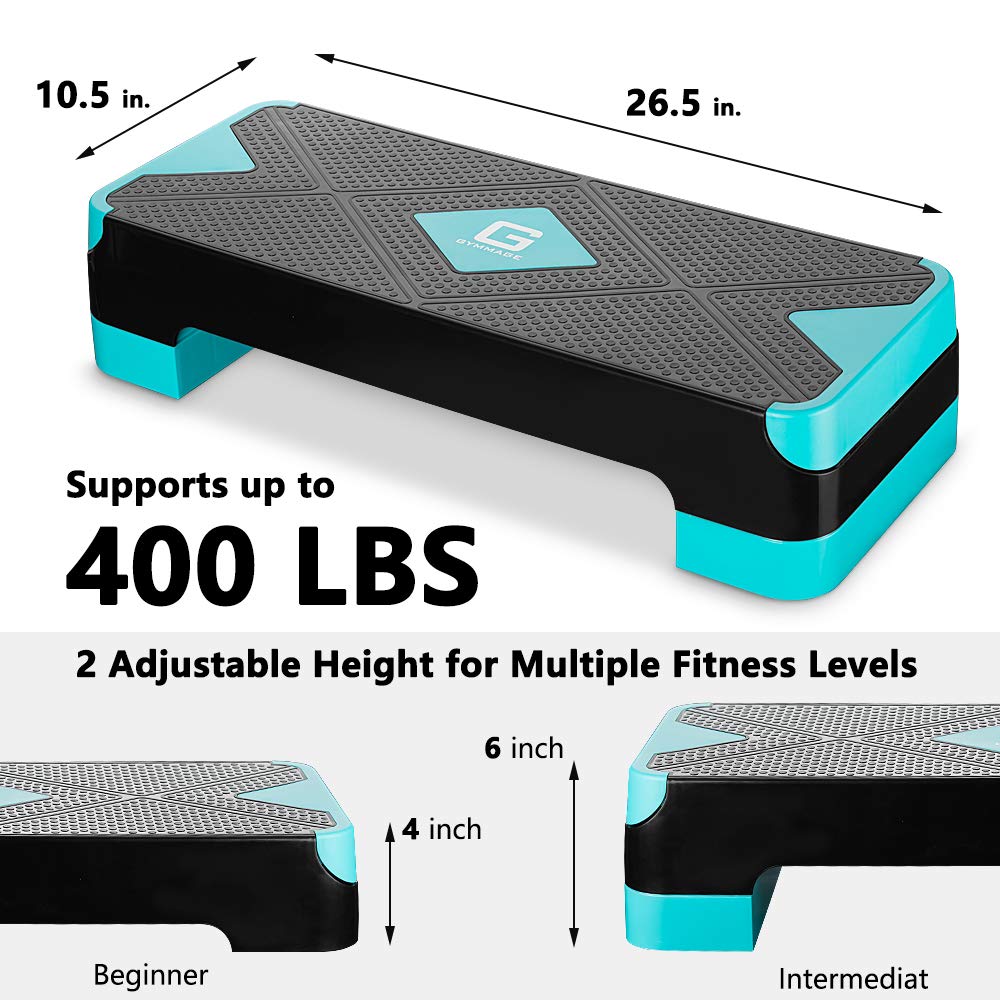 10.5 in.
26.5 in.
G
GYMMAGE
Supports up to
400 LBS
2 Adjustable Height for Multiple Fitness Levels
6 inch
4 inch
Beginner
Intermediat